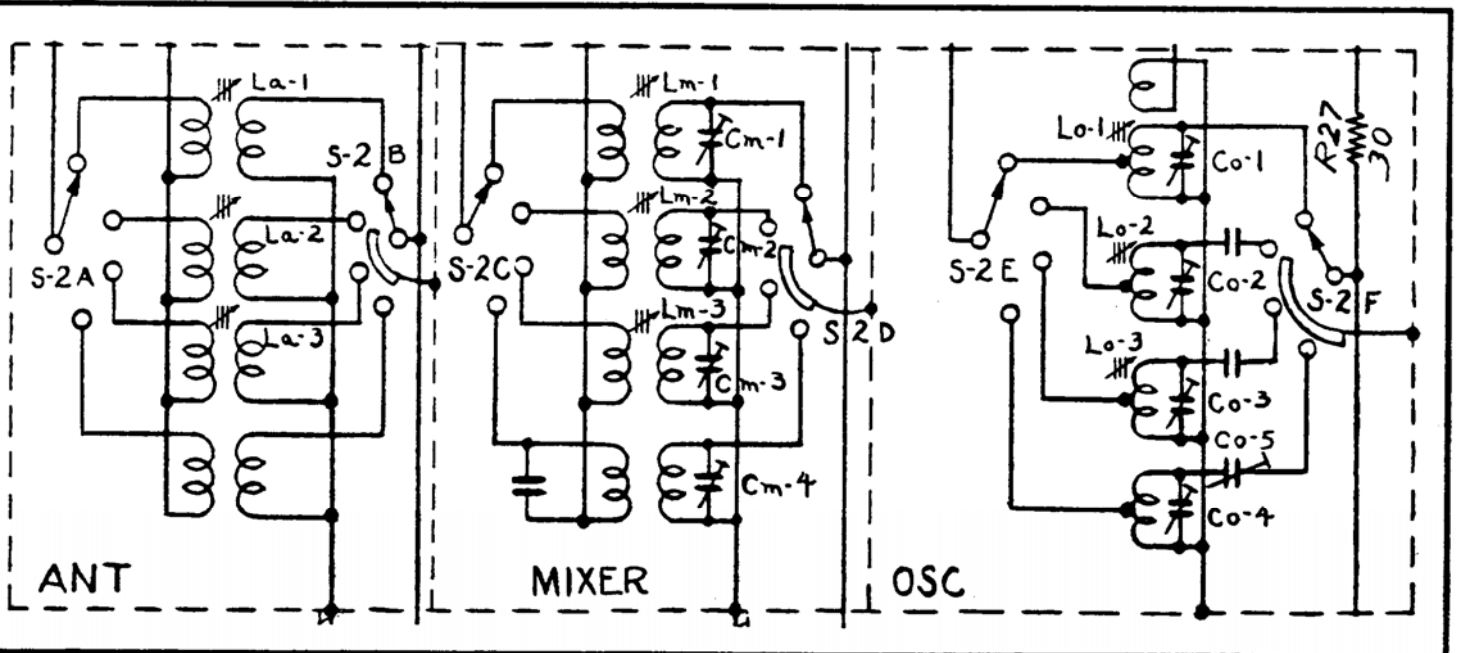 La-1
S-2 B
La-2
S-2A
La-3
ANT
Lm-1
Cm-1
Lm-2
Cm-2
S-2C
Lm-3
S-2 D
Cm-3
Cm-4
MIXER
Lo-1
Co-1
R27
30
Lo-2
S-2E
Co-2
S-2 F
Lo-3
Co-3
Co-5
Co-4
OSC